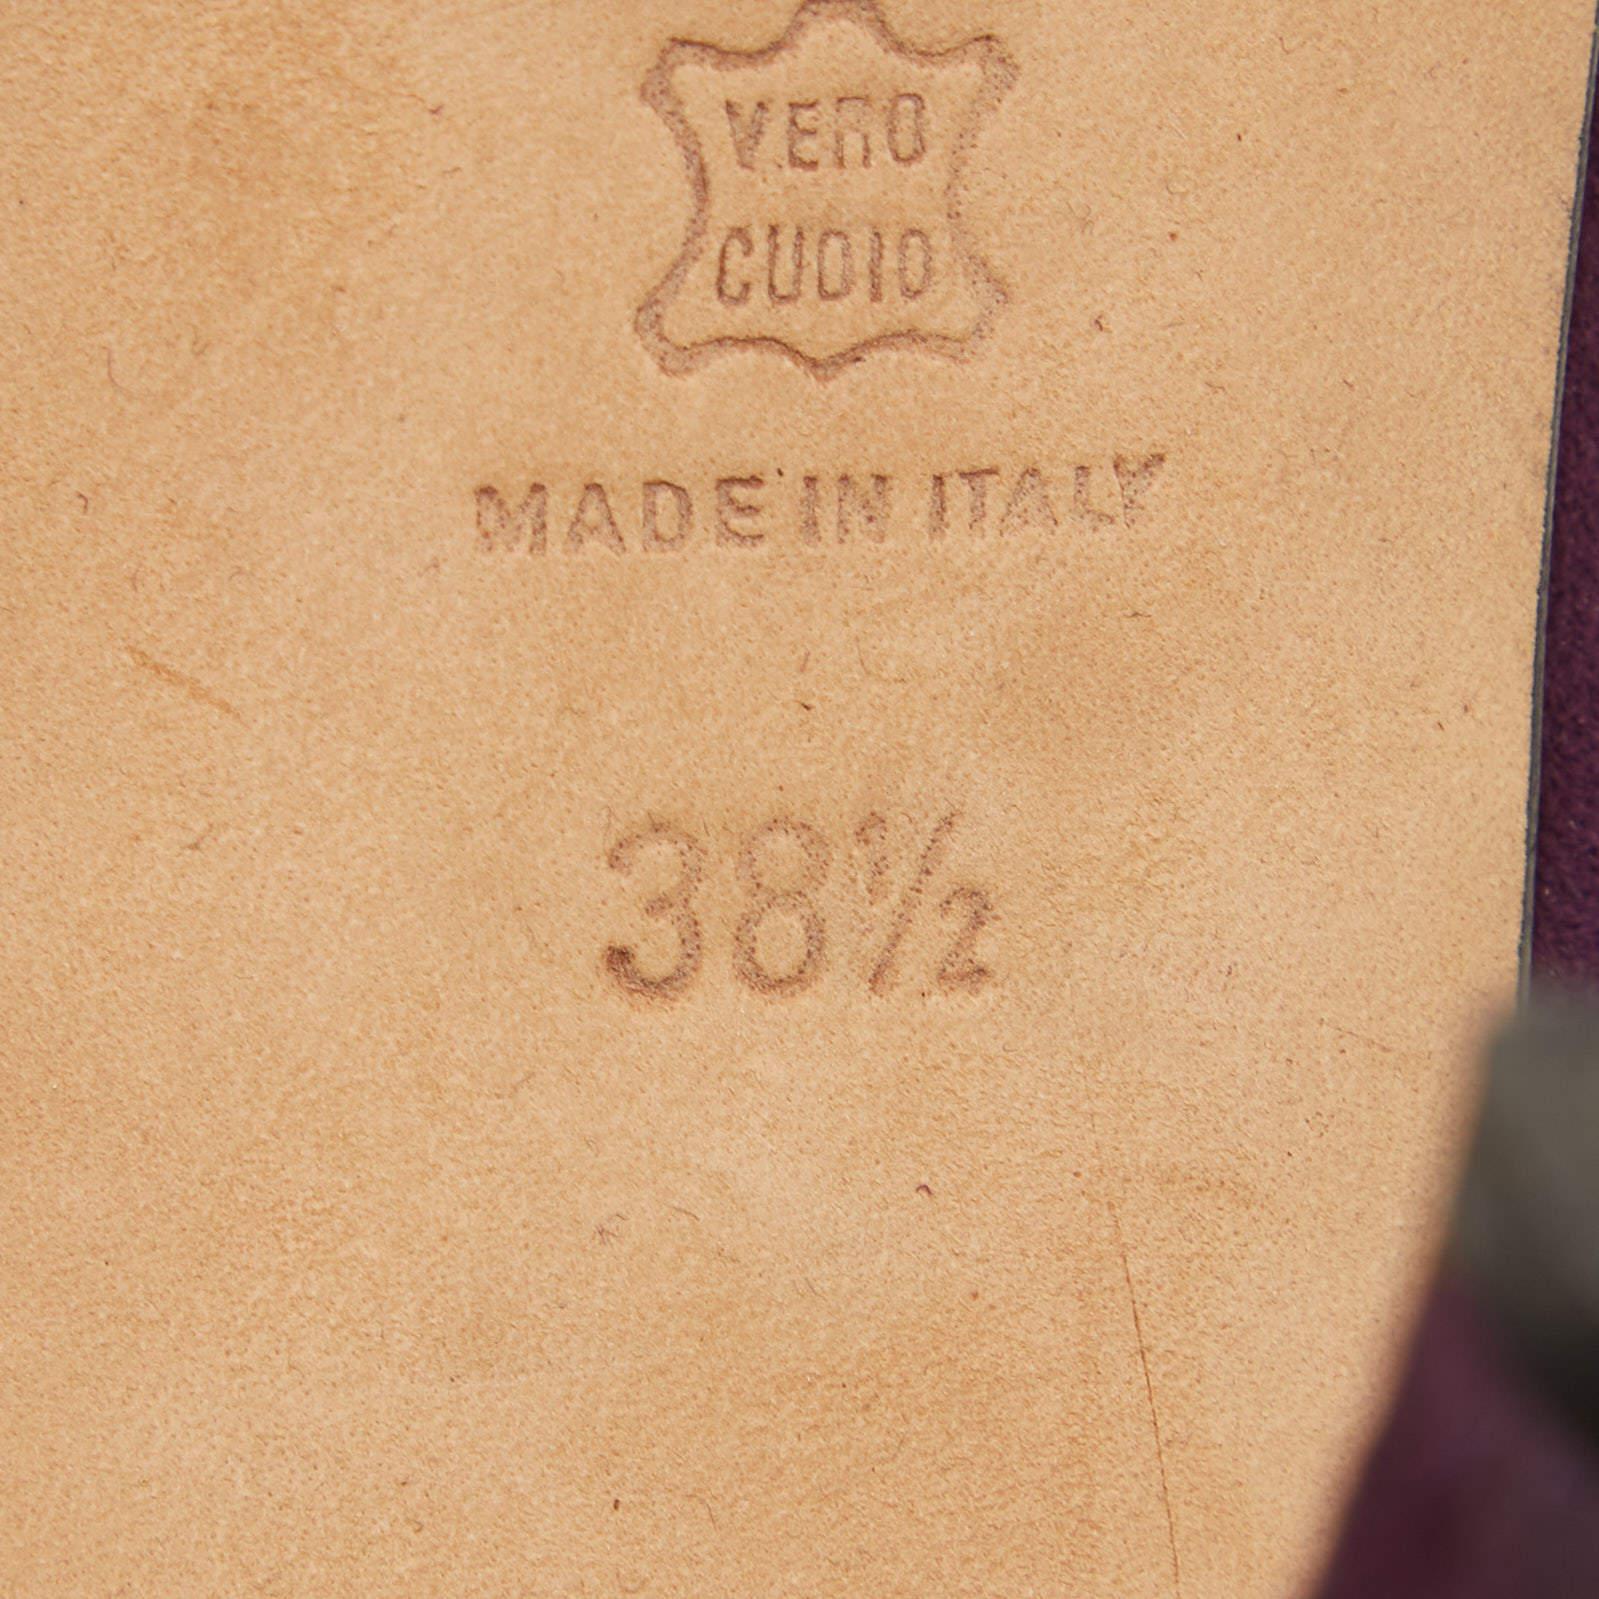 VERO
CUOIO
MADE IN ITALY
38½